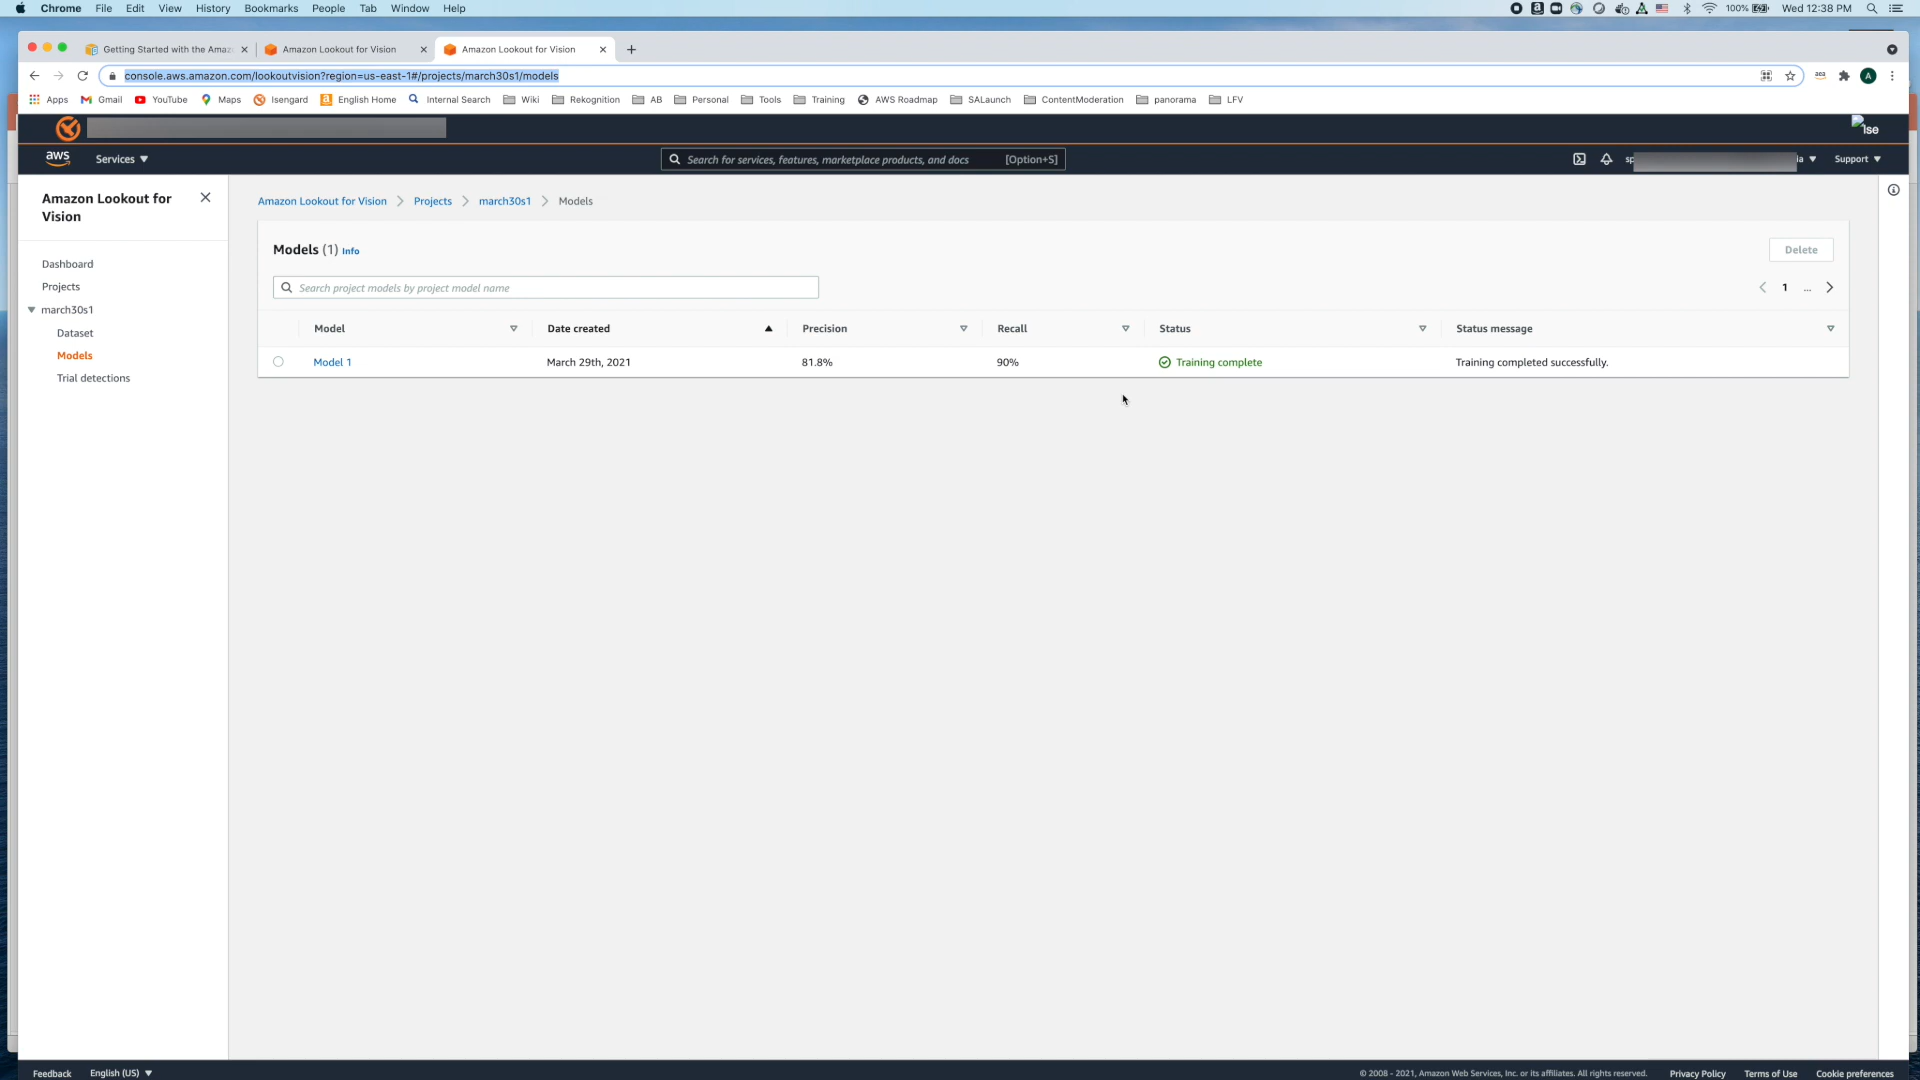 Chrome File Edit View History Bookmarks People Tab Window Help 100% Wed 12:38 PM
Getting Started with the Amaz Amazon Lookout for Vision Amazon Lookout for Vision
console.aws.amazon.com/lookoutvision?region=us-east-1#/projects/march30s1/models
Apps Gmail YouTube Maps Isengard English Home Internal Search Wiki Rekognition AB Personal Tools Training AWS Roadmap SALaunch ContentModeration panorama LFV
Ise
aws Services Search for services, features, marketplace products, and docs [Option+S] sp ia Support
Amazon Lookout for
Vision
Dashboard
Projects
march30s1
Dataset
Models
Trial detections
Amazon Lookout for Vision Projects march30s1 Models
Models (1) Info Delete
Search project models by project model name 1 ...
Model Date created Precision Recall Status Status message
Model 1 March 29th, 2021 81.8% 90% Training complete Training completed successfully.
Feedback English (US) © 2008 - 2021, Amazon Web Services, Inc. or its affiliates. All rights reserved. Privacy Policy Terms of Use Cookie preferences